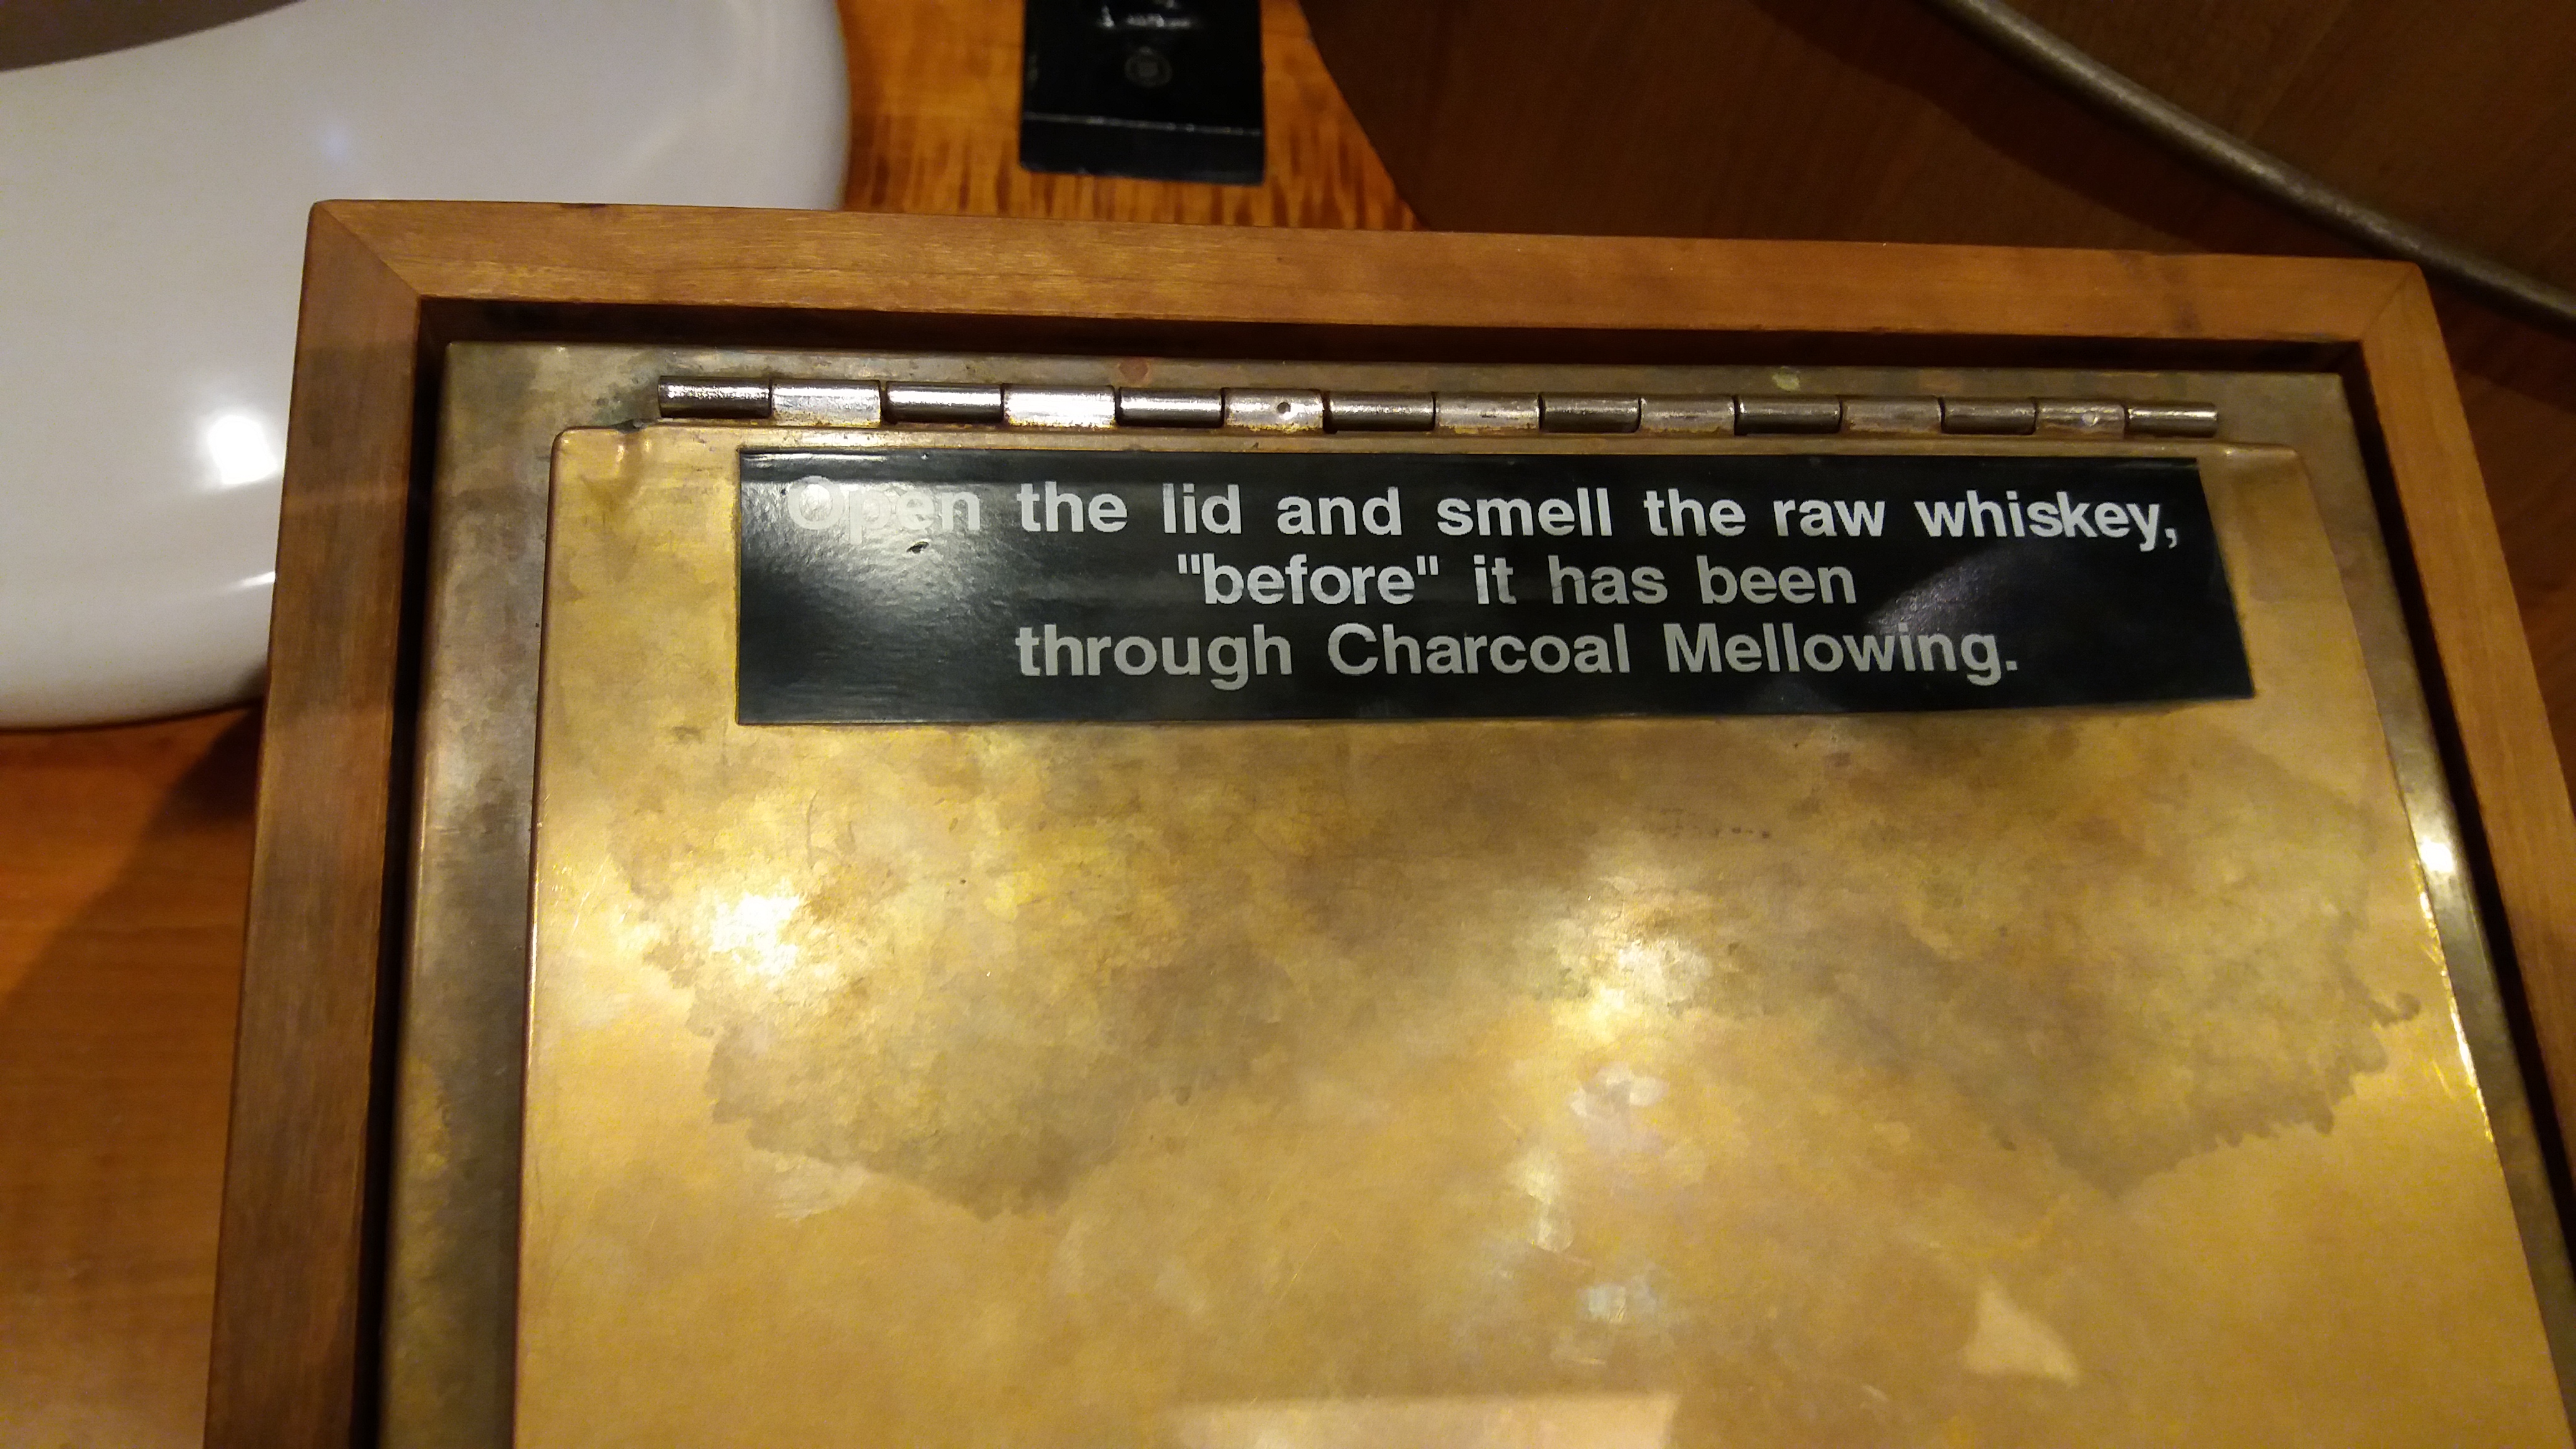 Open the lid and smell the raw whiskey,
"before" it has been
through Charcoal Mellowing.